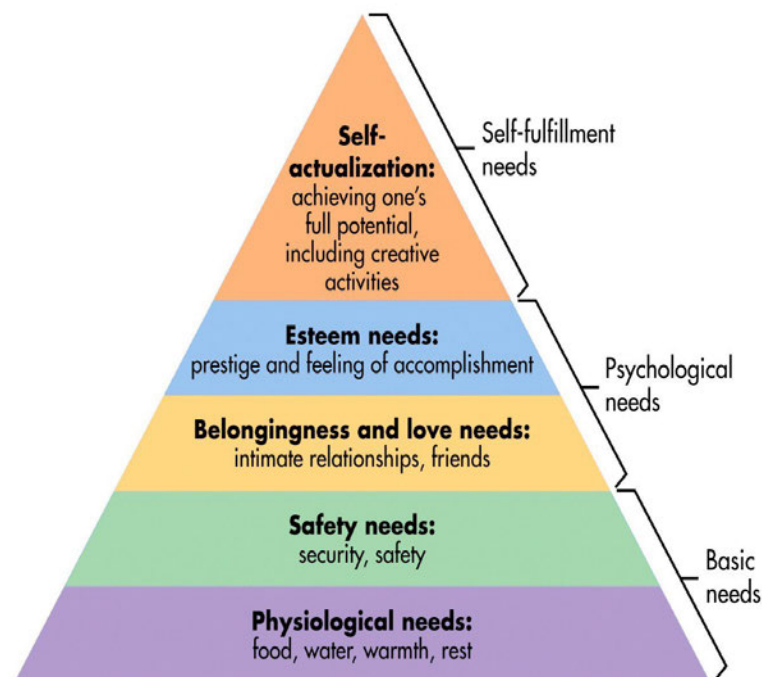 Self-
actualization:
achieving one's
full potential,
including creative
activities
Self-fulfillment
needs
Esteem needs:
prestige and feeling of accomplishment
Belongingness and love needs:
intimate relationships, friends
Psychological
needs
Safety needs:
security, safety
Physiological needs:
food, water, warmth, rest
Basic
needs